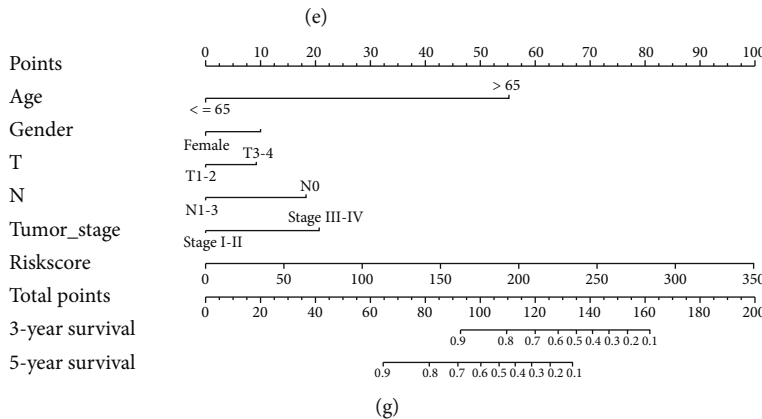 (e)
Points 0 10 20 30 40 50 60 70 80 90 100
Age <= 65 > 65
Gender Female
T T1-2 T3-4
N N1-3 N0
Tumor_stage Stage I-II Stage III-IV
Riskscore 0 50 100 150 200 250 300 350
Total points 0 20 40 60 80 100 120 140 160 180 200
3-year survival 0.9 0.8 0.7 0.6 0.5 0.4 0.3 0.2 0.1
5-year survival 0.9 0.8 0.7 0.6 0.5 0.4 0.3 0.2 0.1
(g)